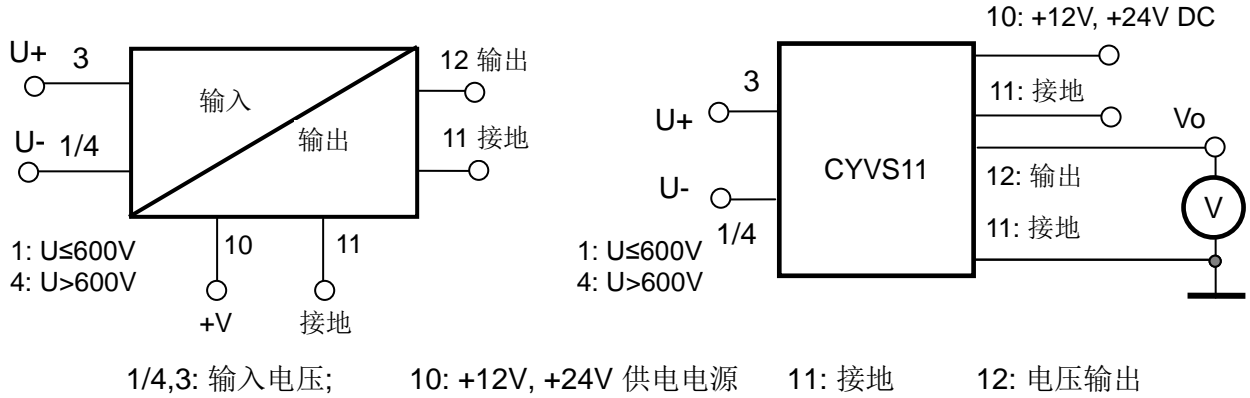 U+ 3
输入
输出
12 输出
U- 1/4
11 接地
1: U≤600V
4: U>600V
10
11
+V
接地
10: +12V, +24V DC
3
U+
11: 接地
Vo
CYVS11
U-
12: 输出
V
1/4
11: 接地
1: U≤600V
4: U>600V
1/4,3: 输入电压; 10: +12V, +24V 供电电源 11: 接地 12: 电压输出